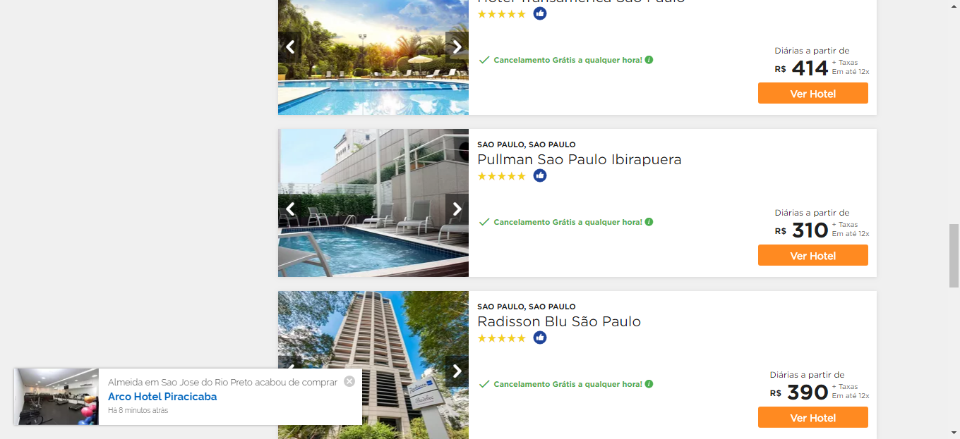 Hotel Transamerica São Paulo
Cancelamento Grátis a qualquer hora!
Diárias a partir de
R$ 414 + Taxas
Em até 12x
Ver Hotel
SAO PAULO, SAO PAULO
Pullman Sao Paulo Ibirapuera
Cancelamento Grátis a qualquer hora!
Diárias a partir de
R$ 310 + Taxas
Em até 12x
Ver Hotel
SAO PAULO, SAO PAULO
Radisson Blu São Paulo
Cancelamento Grátis a qualquer hora!
Diárias a partir de
R$ 390 + Taxas
Em até 12x
Ver Hotel
Almeida em Sao Jose do Rio Preto acabou de comprar
Arco Hotel Piracicaba
Há 8 minutos atrás